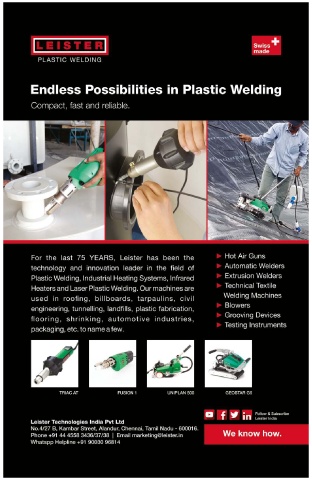 LEISTER
PLASTIC WELDING
Swiss
made
Endless Possibilities in Plastic Welding
Compact, fast and reliable.
For the last 75 YEARS, Leister has been the
technology and innovation leader in the field of
Plastic Welding, Industrial Heating Systems, Infrared
Heaters and Laser Plastic Welding. Our machines are
used in roofing, billboards, tarpaulins, civil
engineering, tunnelling, landfills, plastic fabrication,
flooring, shrinking, automotive industries,
packaging, etc. to name a few.
Hot Air Guns
Automatic Welders
Extrusion Welders
Technical Textile
Welding Machines
Blowers
Grooving Devices
Testing Instruments
TRIAC AT
FUSION 1
UNIPLAN 500
GEOSTAR G5
Leister Technologies India Pvt Ltd
No.4/27 B, Kambar Street, Alandur, Chennai, Tamil Nadu - 600016.
Phone +91 44 4558 3436/37/38 | Email marketing@leister.in
Whatspp Helpline +91 90030 96814
Follow & Subscribe
Leister India
We know how.